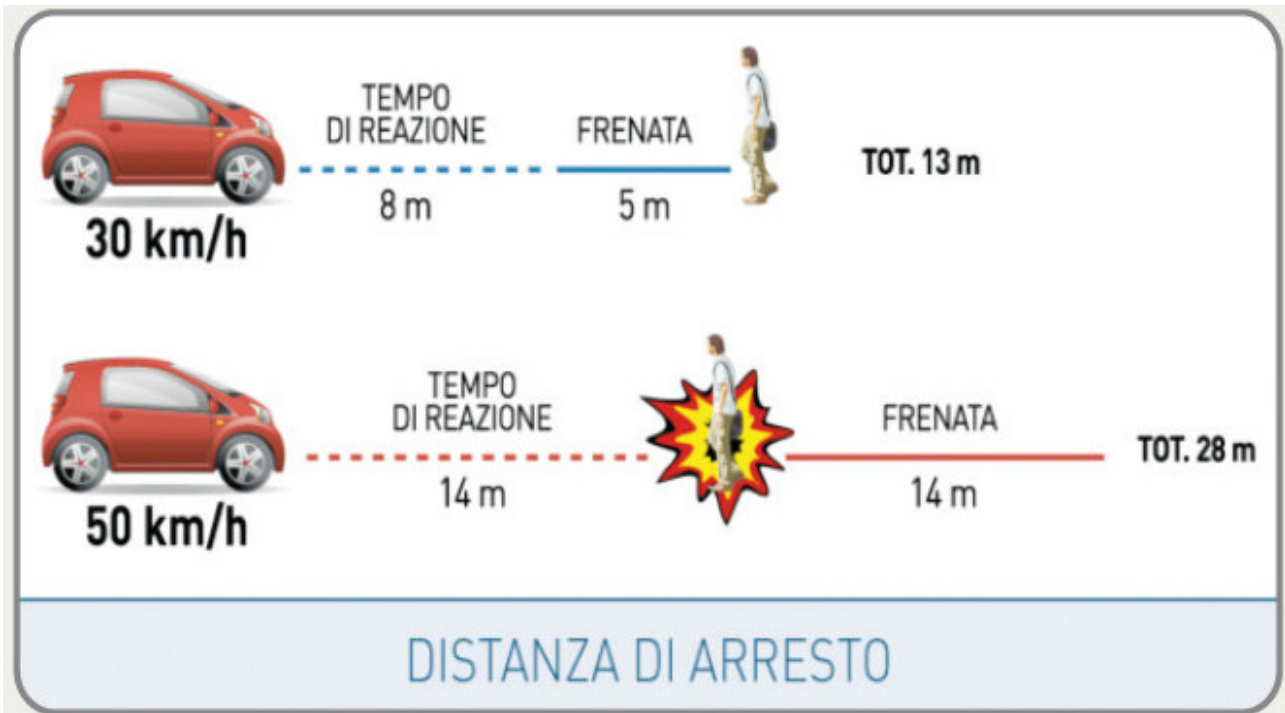 TEMPO
DI REAZIONE
FRENATA
TOT. 13 m
8 m
5 m
30 km/h
TEMPO
DI REAZIONE
FRENATA
TOT. 28 m
14 m
14 m
50 km/h
DISTANZA DI ARRESTO